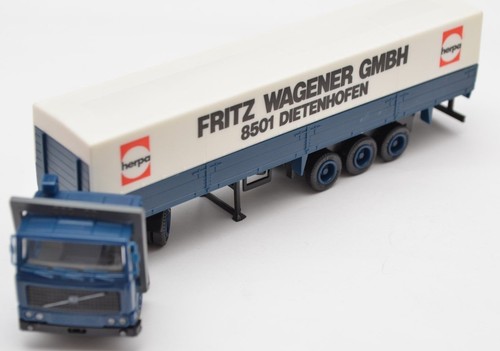 herpa
FRITZ WAGENER GMBH
8501 DIETENHOFEN
herpa